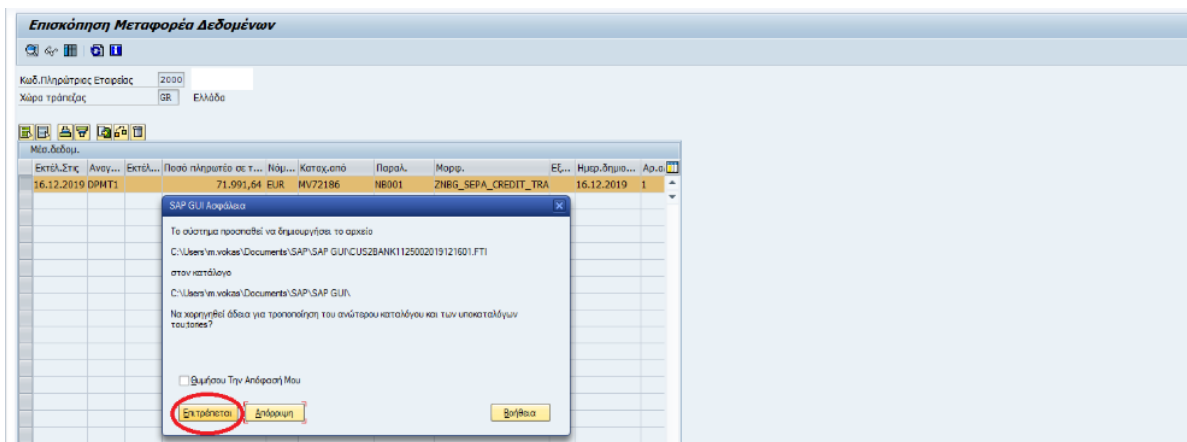 Επισκόπηση Μεταφορέα Δεδομένων
Κωδ.Πληρώτριας Εταιρείας 2000
Χώρα τράπεζας GR Ελλάδα
Μέσ.δεδομ.
Εκτέλ.Στις Αναγ... Εκτέλ... Ποσό πληρωτέο σε τ... Νόμ... Καταχ.από Παραλ. Μορφ. Εξ... Ημερ.δημιο... Αρ.α
16.12.2019 DPMT1 71.991,64 EUR MV72186 NB001 ZNBG_SEPA_CREDIT_TRA 16.12.2019 1
SAP GUI Ασφάλεια
Το σύστημα προσπαθεί να δημιουργήσει το αρχείο
C:\Users\m.vokas\Documents\SAP\SAP GUI\CUS2BANK1125002019121601.FTI
στον κατάλογο
C:\Users\m.vokas\Documents\SAP\SAP GUI\
Να χορηγηθεί άδεια για τροποποίηση του ανώτερου καταλόγου και των υποκαταλόγων
του;tones?
Θυμήσου Την Απόφασή Μου
Επιτρέπεται Απόρριψη Βοήθεια